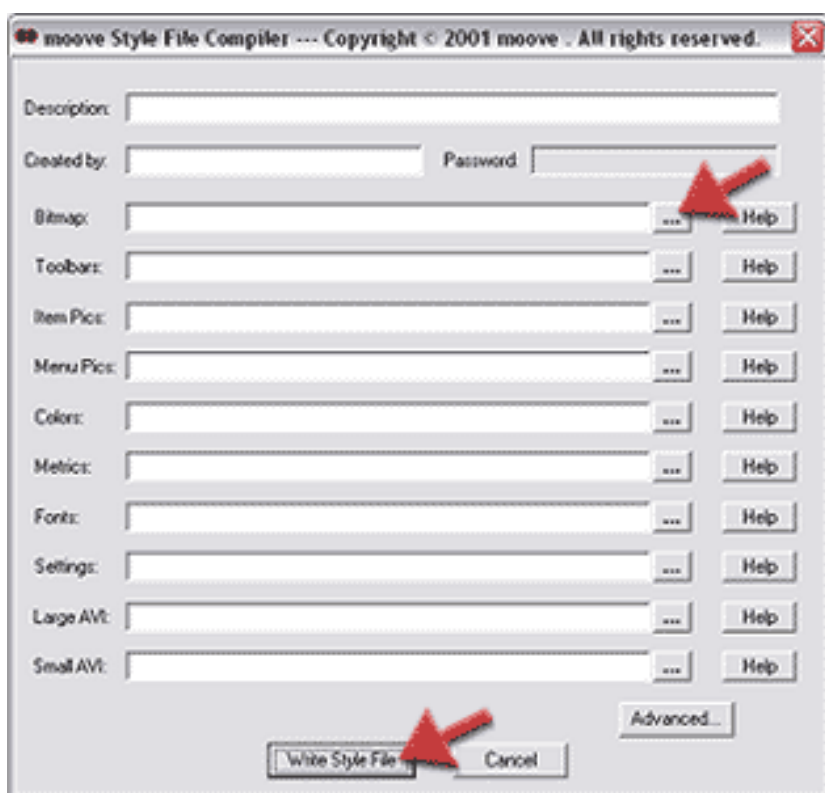 moove Style File Compiler --- Copyright © 2001 moove . All rights reserved.
Description:
Created by: Password
Bitmap: ... Help
Toolbars: ... Help
Item Pics: ... Help
Menu Pics: ... Help
Colors: ... Help
Metrics: ... Help
Fonts: ... Help
Settings: ... Help
Large AVI: ... Help
Small AVI: ... Help
Advanced...
Write Style File Cancel